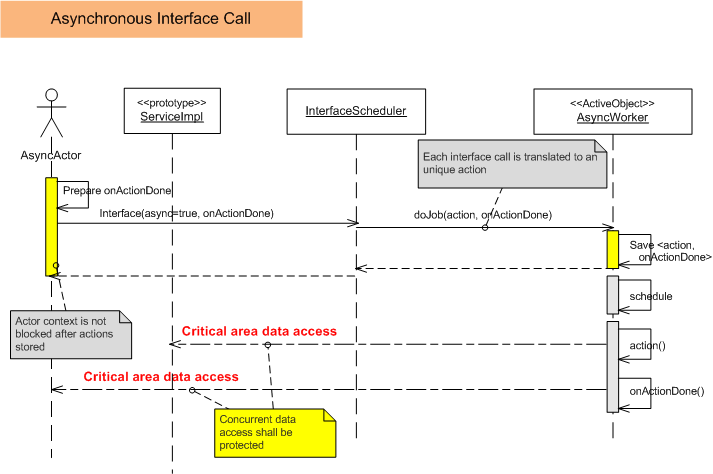 Asynchronous Interface Call
<<prototype>>
ServiceImpl
InterfaceScheduler
<<ActiveObject>>
AsyncWorker
AsyncActor
Each interface call is translated to an
unique action
Prepare onActionDone
Interface(async=true, onActionDone)
doJob(action, onActionDone)
Save <action,
onActionDone>
schedule
Actor context is not
blocked after actions
stored
Critical area data access
action()
Critical area data access
onActionDone()
Concurrent data
access shall be
protected